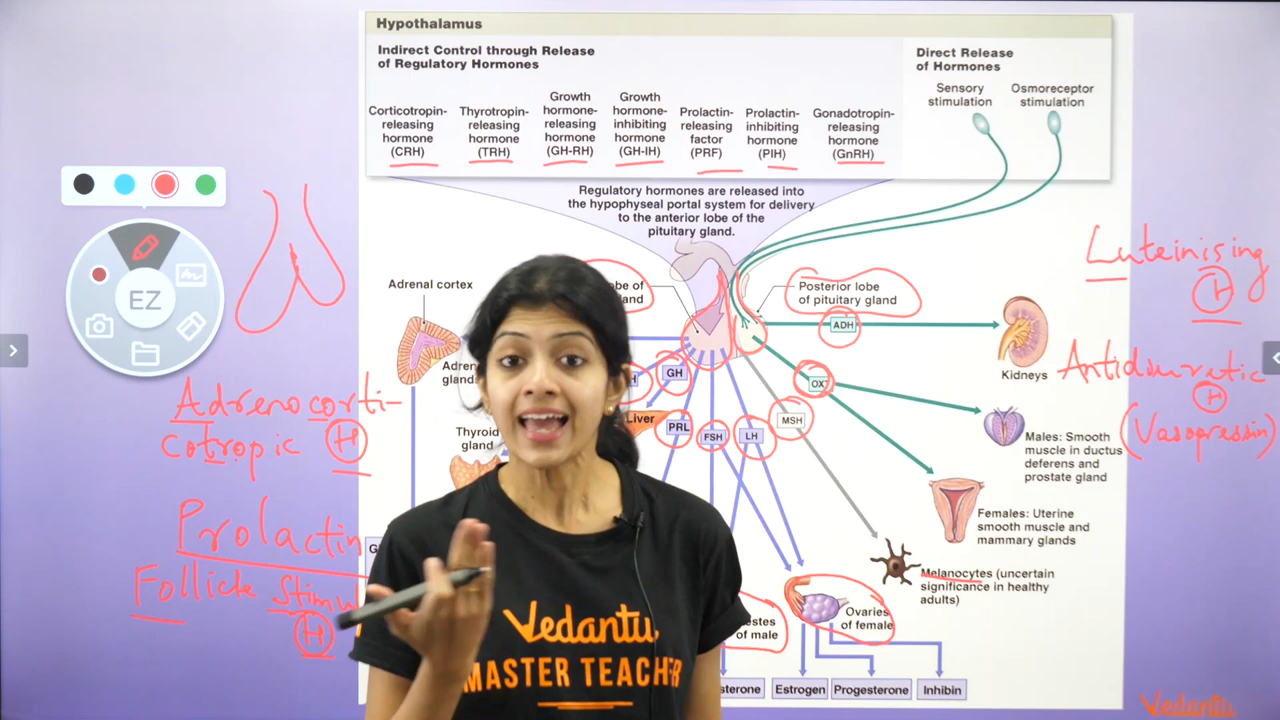 Hypothalamus
Indirect Control through Release
of Regulatory Hormones
Direct Release
of Hormones
Corticotropin-
releasing
hormone
(CRH)
Thyrotropin-
releasing
hormone
(TRH)
Growth
hormone-
releasing
hormone
(GH-RH)
Growth
hormone-
inhibiting
hormone
(GH-IH)
Prolactin-
releasing
factor
(PRF)
Prolactin-
inhibiting
hormone
(PIH)
Gonadotropin-
releasing
hormone
(GnRH)
Sensory
stimulation
Osmoreceptor
stimulation
Regulatory hormones are released into
the hypophyseal portal system for delivery
to the anterior lobe of the
pituitary gland.
EZ
Adrenal cortex
obe of
Posterior lobe
of pituitary gland
ADH
Kidneys
GH
OXT
Liver
PRL
FSH
LH
MSH
Thyroid
gland
Males: Smooth
muscle in ductus
deferens and
prostate gland
Females: Uterine
smooth muscle and
mammary glands
Melanocytes (uncertain
significance in healthy
adults)
of male
Ovaries
of female
sterone
Estrogen
Progesterone
Inhibin
Adrenocorti-
cotropic H
Prolactin
Follicle Stimul
H
Luteinising
H
Antidiuretic
H
(Vasopressin)
Vedantu
MASTER TEACHER
Vedantu